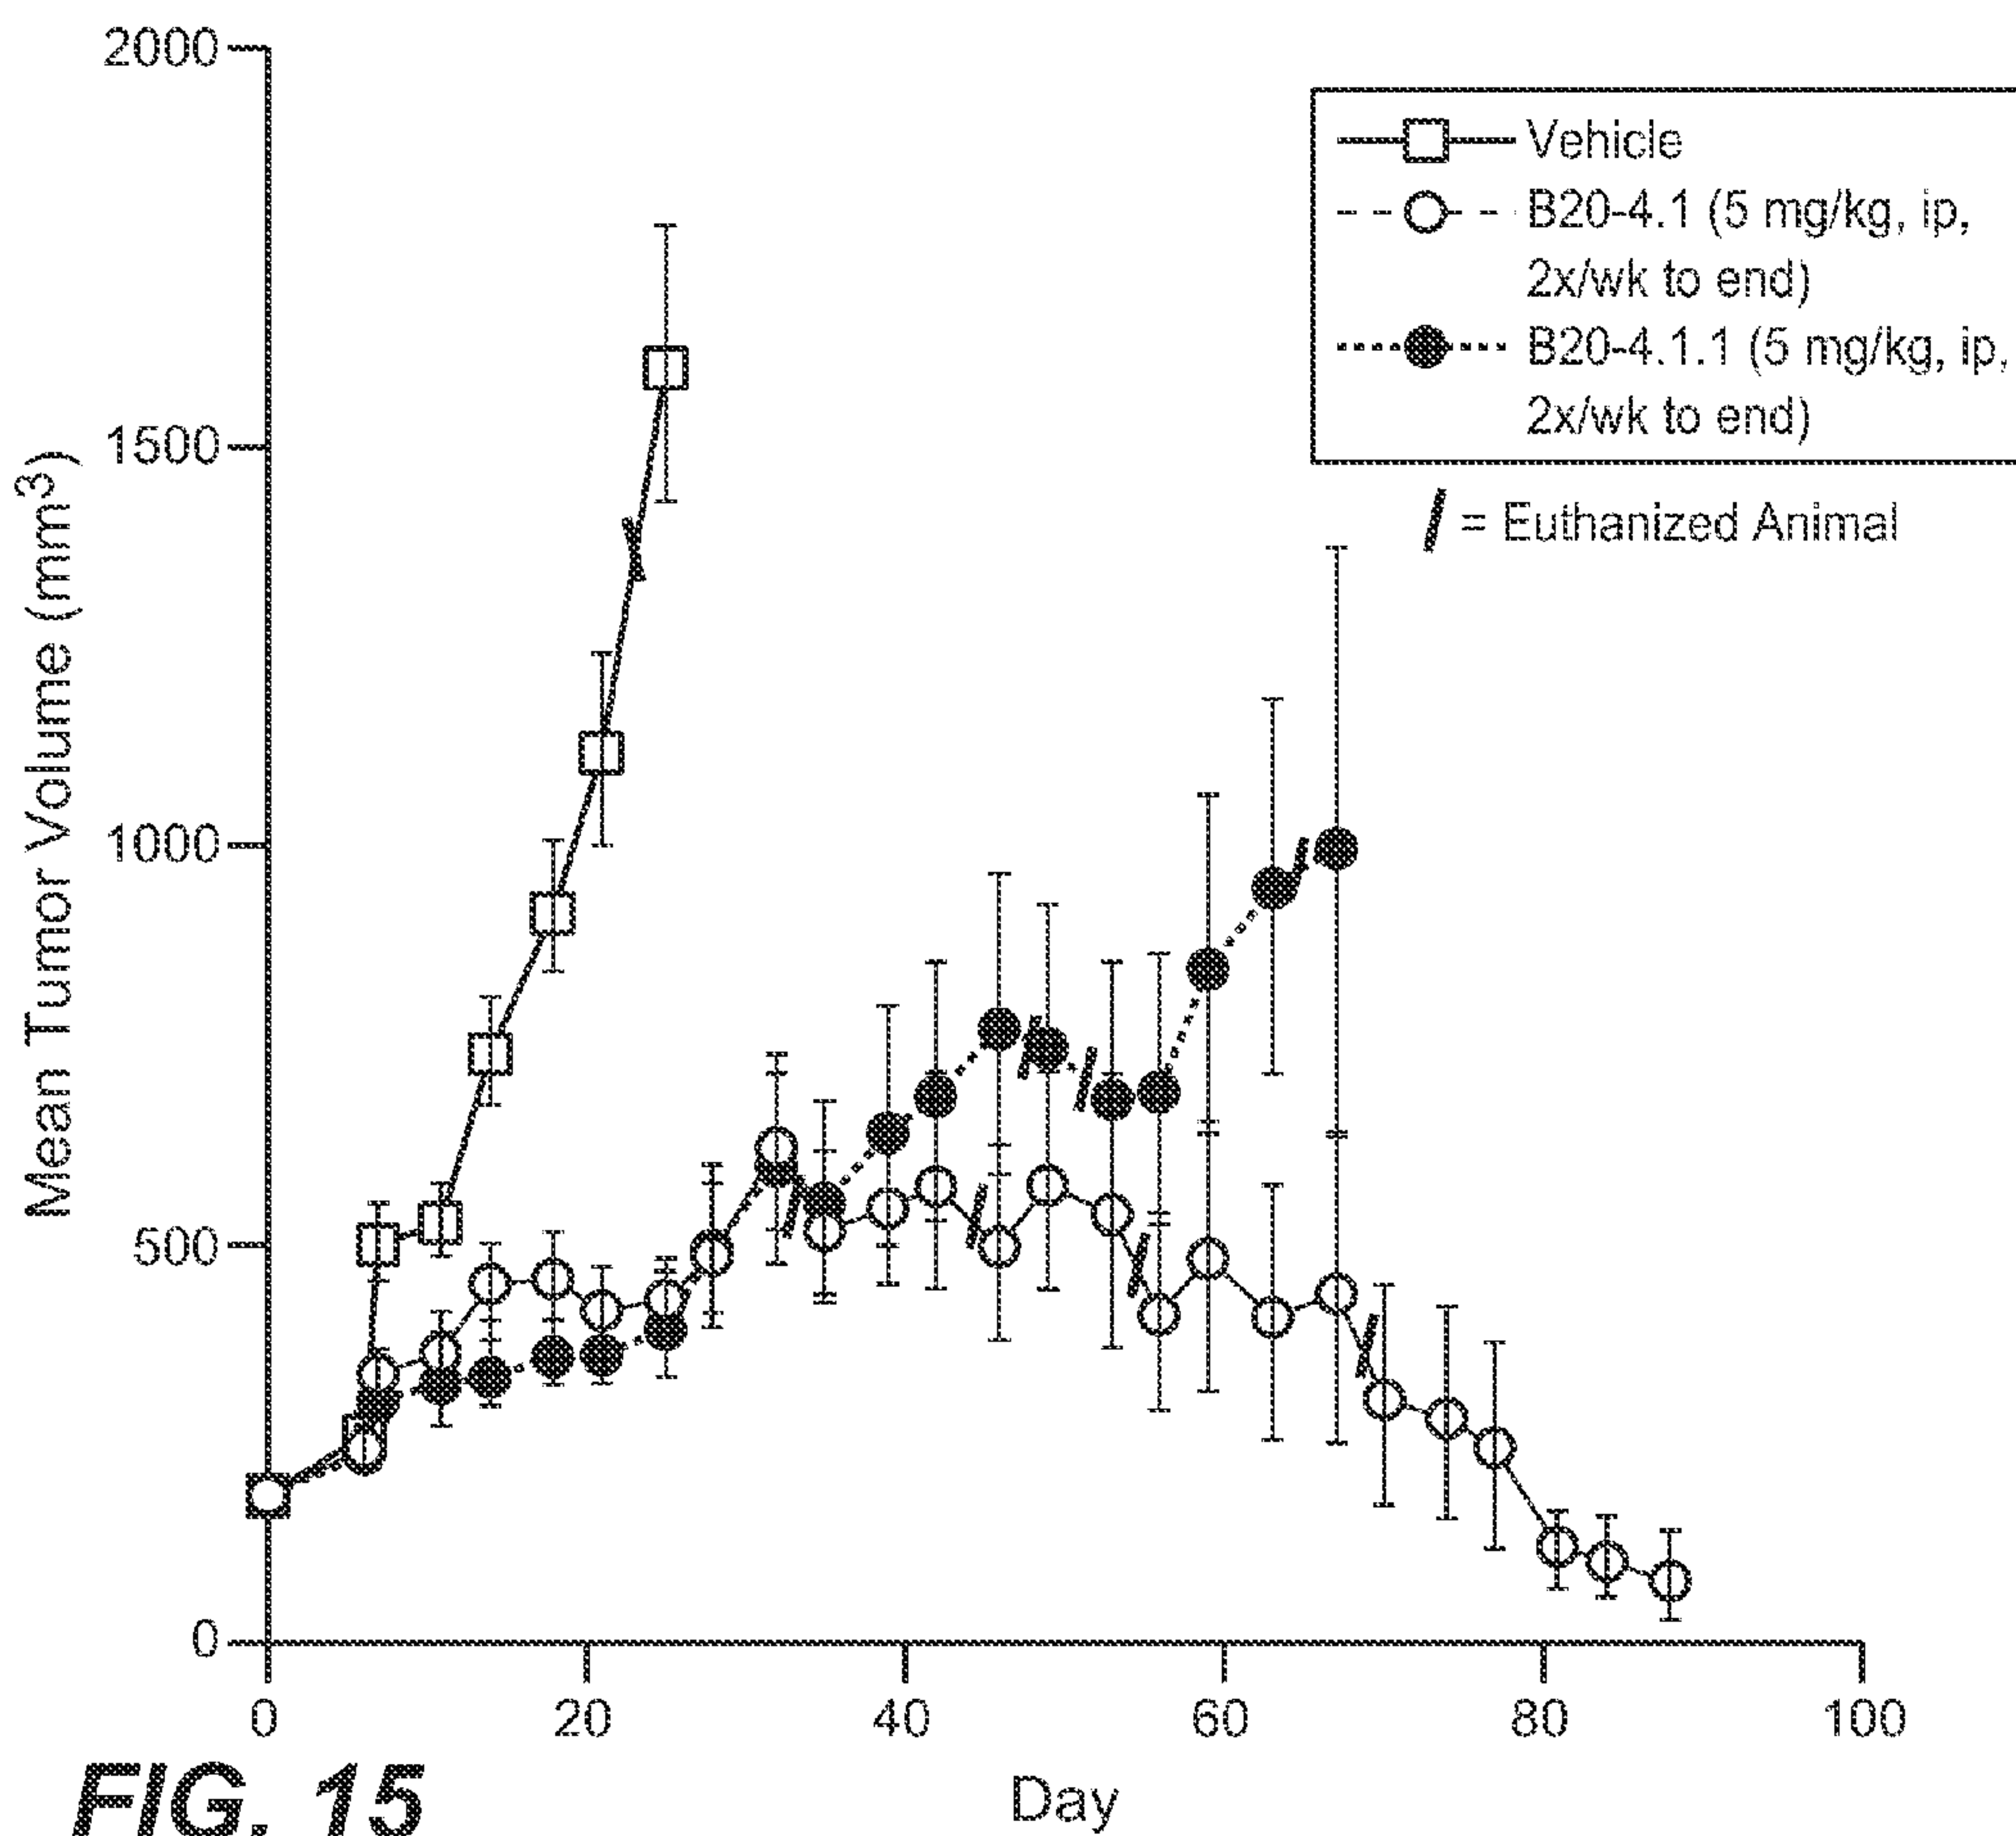 2000
1500
1000
500
0
Mean Tumor Volume (mm³)
Vehicle
B20-4.1 (5 mg/kg, ip,
2x/wk to end)
B20-4.1.1 (5 mg/kg, ip,
2x/wk to end)
/ = Euthanized Animal
0 20 40 60 80 100
Day
FIG. 15